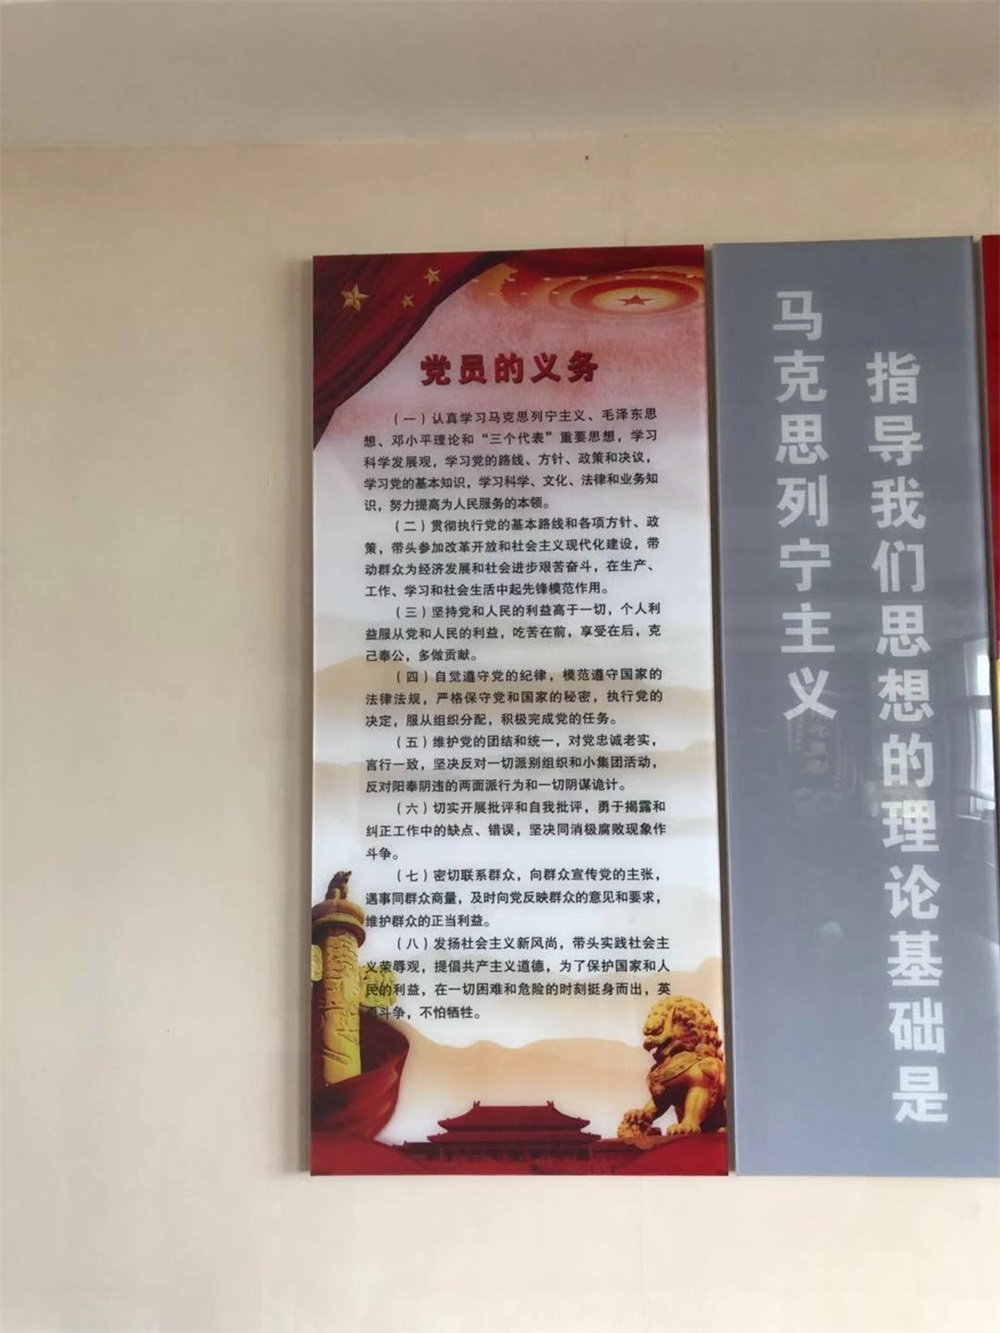 党员的义务
（一）认真学习马克思列宁主义、毛泽东思
想、邓小平理论和“三个代表”重要思想，学习
科学发展观，学习党的路线、方针、政策和决议，
学习党的基本知识，学习科学、文化、法律和业务知
识，努力提高为人民服务的本领。
（二）贯彻执行党的基本路线和各项方针、政
策，带头参加改革开放和社会主义现代化建设，带
动群众为经济发展和社会进步艰苦奋斗，在生产、
工作、学习和社会生活中起先锋模范作用。
（三）坚持党和人民的利益高于一切，个人利
益服从党和人民的利益，吃苦在前，享受在后，克
己奉公，多做贡献。
（四）自觉遵守党的纪律，模范遵守国家的
法律法规，严格保守党和国家的秘密，执行党的
决定，服从组织分配，积极完成党的任务。
（五）维护党的团结和统一，对党忠诚老实，
言行一致，坚决反对一切派别组织和小集团活动，
反对阳奉阴违的两面派行为和一切阴谋诡计。
（六）切实开展批评和自我批评，勇于揭露和
纠正工作中的缺点、错误，坚决同消极腐败现象作
斗争。
（七）密切联系群众，向群众宣传党的主张，
遇事同群众商量，及时向党反映群众的意见和要求，
维护群众的正当利益。
（八）发扬社会主义新风尚，带头实践社会主
义荣辱观，提倡共产主义道德，为了保护国家和人
民的利益，在一切困难和危险的时刻挺身而出，英
勇斗争，不怕牺牲。
指导我们思想的理论基础是
马克思列宁主义